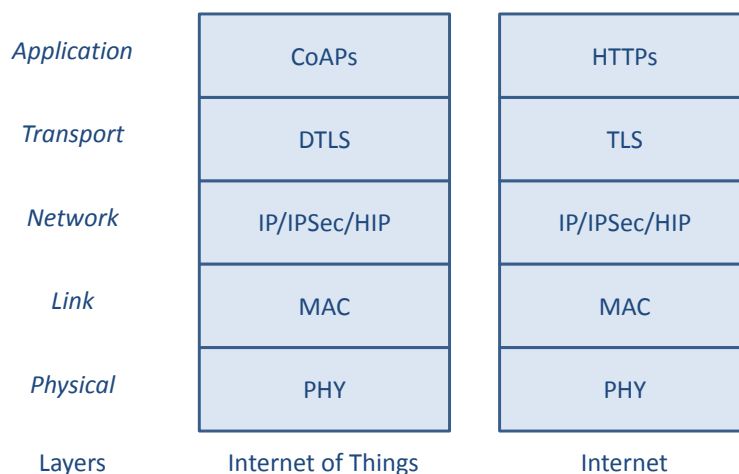 Application CoAPs HTTPs
Transport DTLS TLS
Network IP/IPSec/HIP IP/IPSec/HIP
Link MAC MAC
Physical PHY PHY
Layers Internet of Things Internet